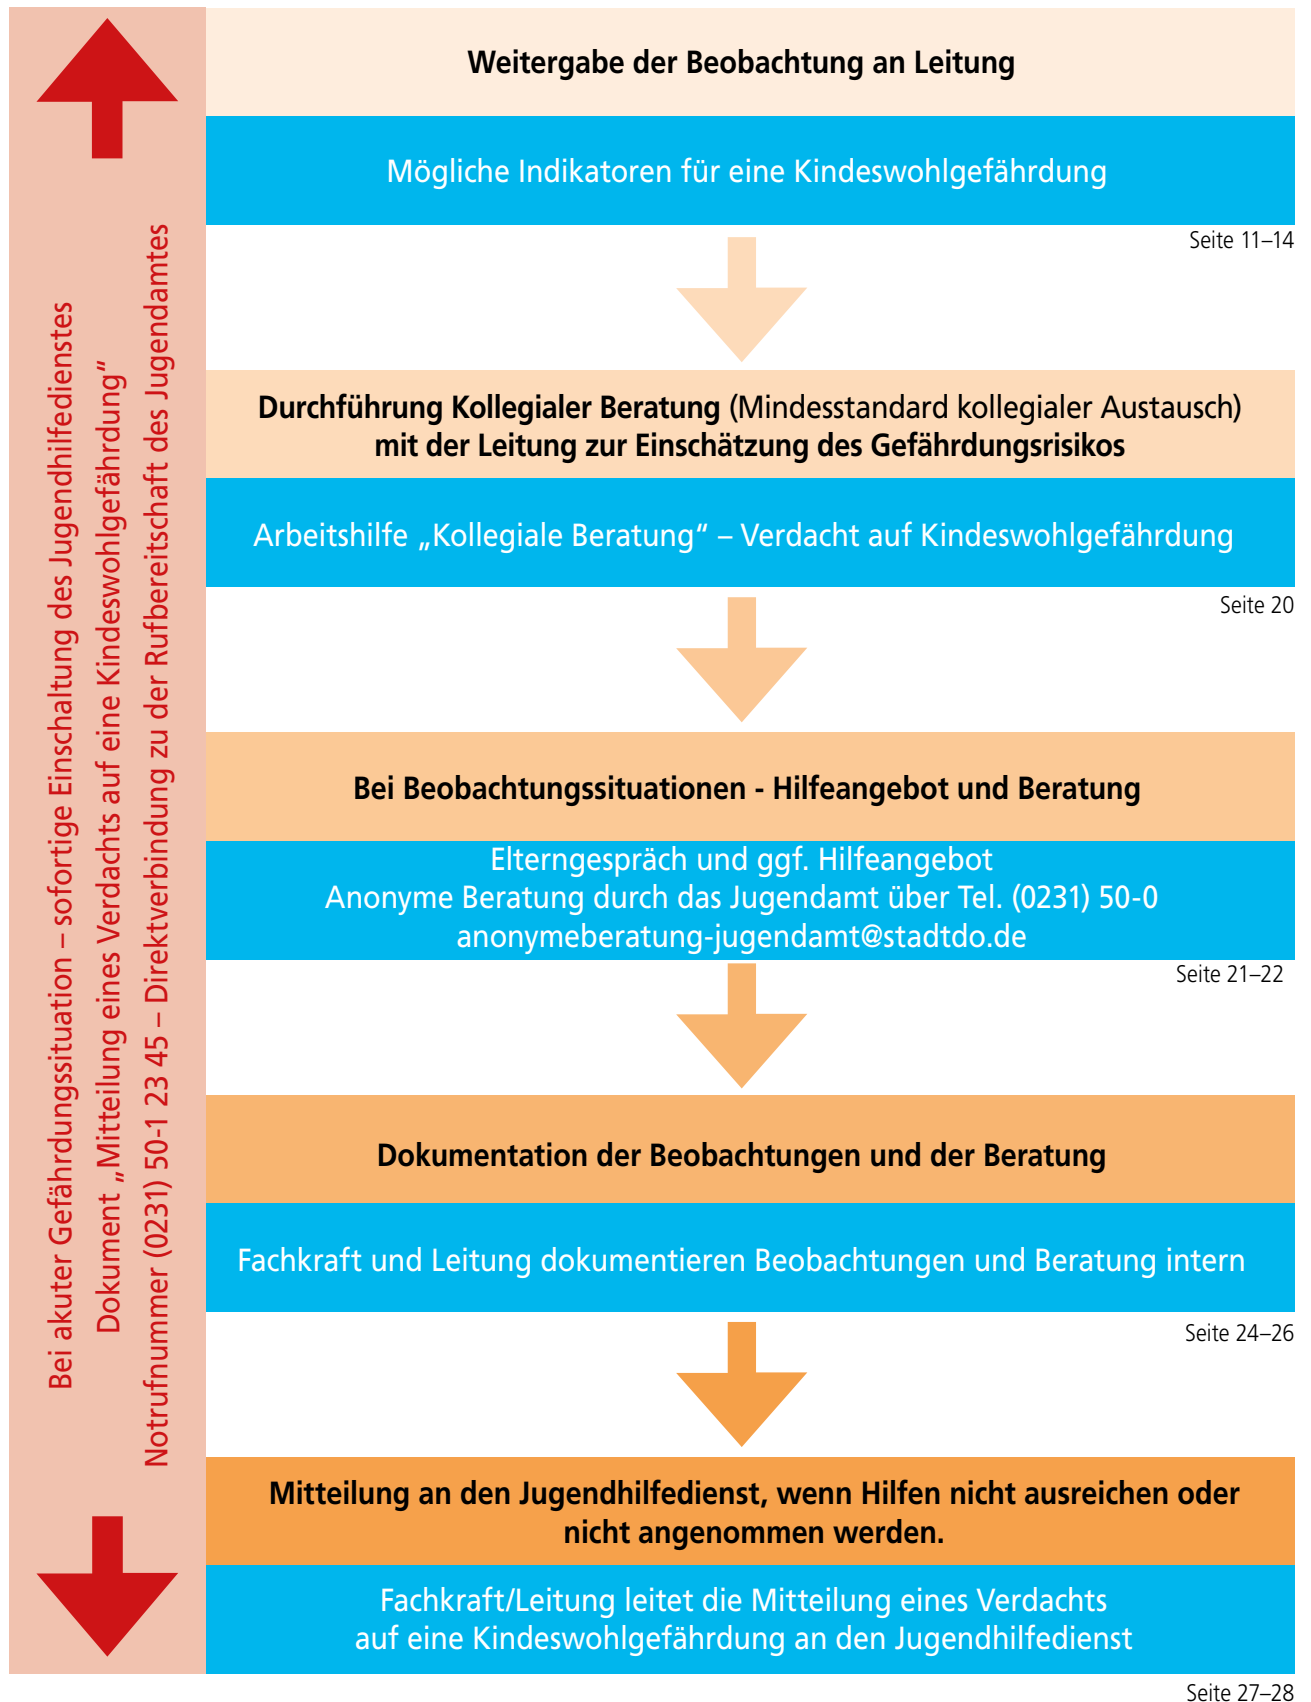 Weitergabe der Beobachtung an Leitung
Mögliche Indikatoren für eine Kindeswohlgefährdung
Seite 11–14
Durchführung Kollegialer Beratung (Mindesstandard kollegialer Austausch)
mit der Leitung zur Einschätzung des Gefährdungsrisikos
Arbeitshilfe „Kollegiale Beratung“ – Verdacht auf Kindeswohlgefährdung
Seite 20
Bei Beobachtungssituationen - Hilfeangebot und Beratung
Elterngespräch und ggf. Hilfeangebot
Anonyme Beratung durch das Jugendamt über Tel. (0231) 50-0
anonymeberatung-jugendamt@stadtdo.de
Seite 21–22
Dokumentation der Beobachtungen und der Beratung
Fachkraft und Leitung dokumentieren Beobachtungen und Beratung intern
Seite 24–26
Mitteilung an den Jugendhilfedienst, wenn Hilfen nicht ausreichen oder
nicht angenommen werden.
Fachkraft/Leitung leitet die Mitteilung eines Verdachts
auf eine Kindeswohlgefährdung an den Jugendhilfedienst
Seite 27–28
Bei akuter Gefährdungssituation – sofortige Einschaltung des Jugendhilfedienstes
Dokument „Mitteilung eines Verdachts auf eine Kindeswohlgefährdung“
Notrufnummer (0231) 50-1 23 45 – Direktverbindung zu der Rufbereitschaft des Jugendamtes